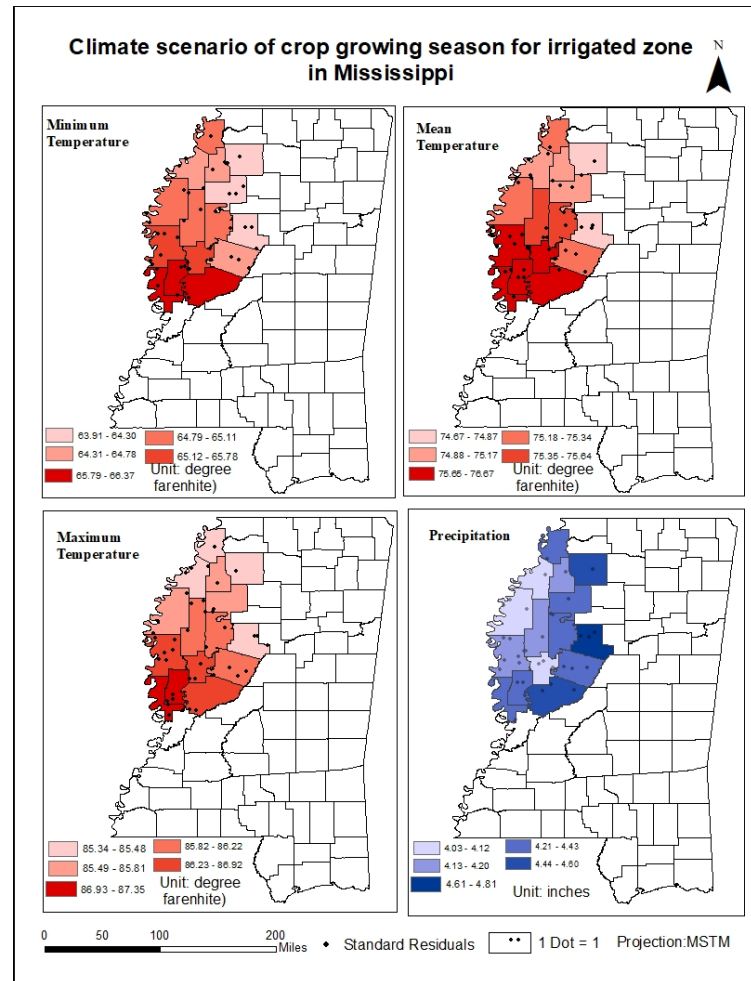 Climate scenario of crop growing season for irrigated zone
in Mississippi
N
Minimum
Temperature
63.91 - 64.30
64.31 - 64.78
65.79 - 66.37
64.79 - 65.11
65.12 - 65.78
Unit: degree
farenhite)
Mean
Temperature
74.67 - 74.87
74.88 - 75.17
75.65 - 76.67
75.18 - 75.34
75.35 - 75.64
Unit: degree
farenhite)
Maximum
Temperature
85.34 - 85.48
85.49 - 85.81
86.93 - 87.35
85.82 - 86.22
86.23 - 86.92
Unit: degree
farenhite)
Precipitation
4.03 - 4.12
4.13 - 4.20
4.61 - 4.81
4.21 - 4.43
4.44 - 4.60
Unit: inches
0 50 100 200
Miles
Standard Residuals
1 Dot = 1
Projection:MSTM